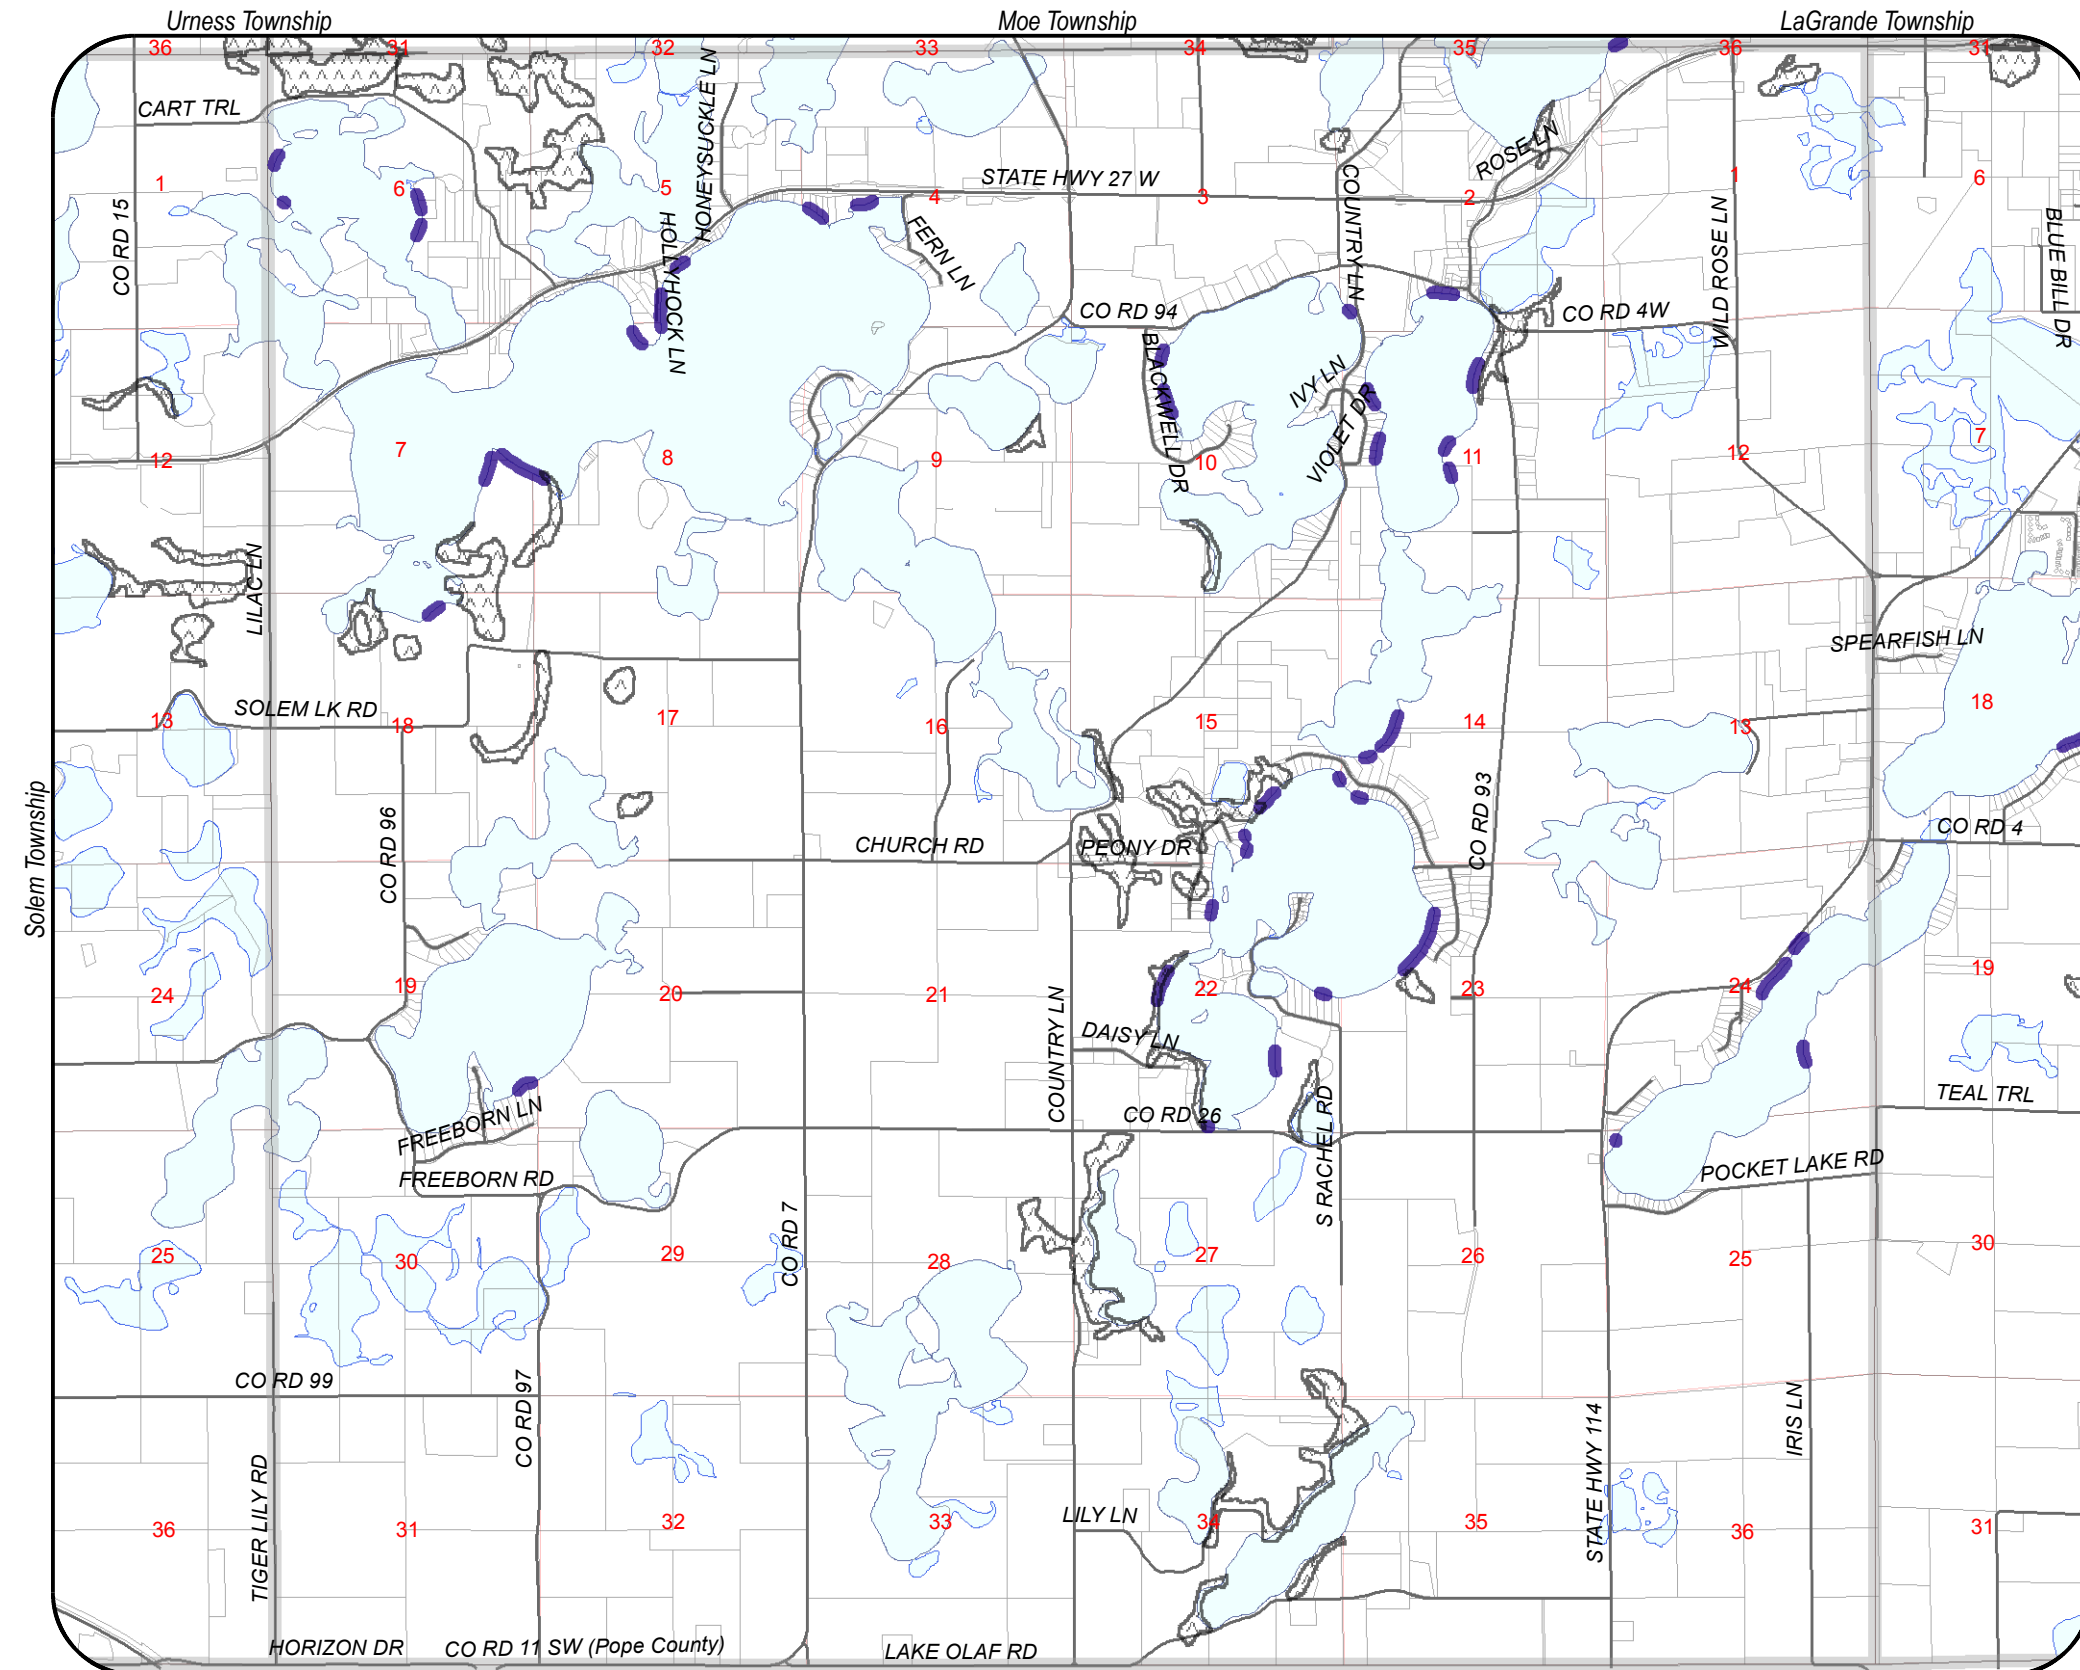 Urness Township
Moe Township
LaGrande Township
36
31
32
33
34
35
36
31
CART TRL
HONEYSUCKLE LN
ROSE LN
1
6
5
STATE HWY 27 W
4
3
COUNTRY LN
2
1
6
CO RD 15
HOLLYHOCK LN
FERN LN
WILD ROSE LN
BLUE BILL DR
CO RD 94
CO RD 4W
BLACKWELL DR
IVY LN
VIOLET DR
12
7
8
9
10
11
12
7
LILAC LN
SPEARFISH LN
SOLEM LK RD
13
18
17
16
15
14
13
18
Solem Township
CO RD 96
CHURCH RD
PEONY DR
CO RD 93
CO RD 4
24
19
20
21
22
23
24
19
COUNTRY LN
DAISY LN
CO RD 26
S RACHEL RD
TEAL TRL
FREEBORN LN
FREEBORN RD
POCKET LAKE RD
25
30
29
CO RD 7
28
27
26
25
30
CO RD 99
CO RD 97
TIGER LILY RD
STATE HWY 114
IRIS LN
LILY LN
36
31
32
33
34
35
36
31
HORIZON DR
CO RD 11 SW (Pope County)
LAKE OLAF RD